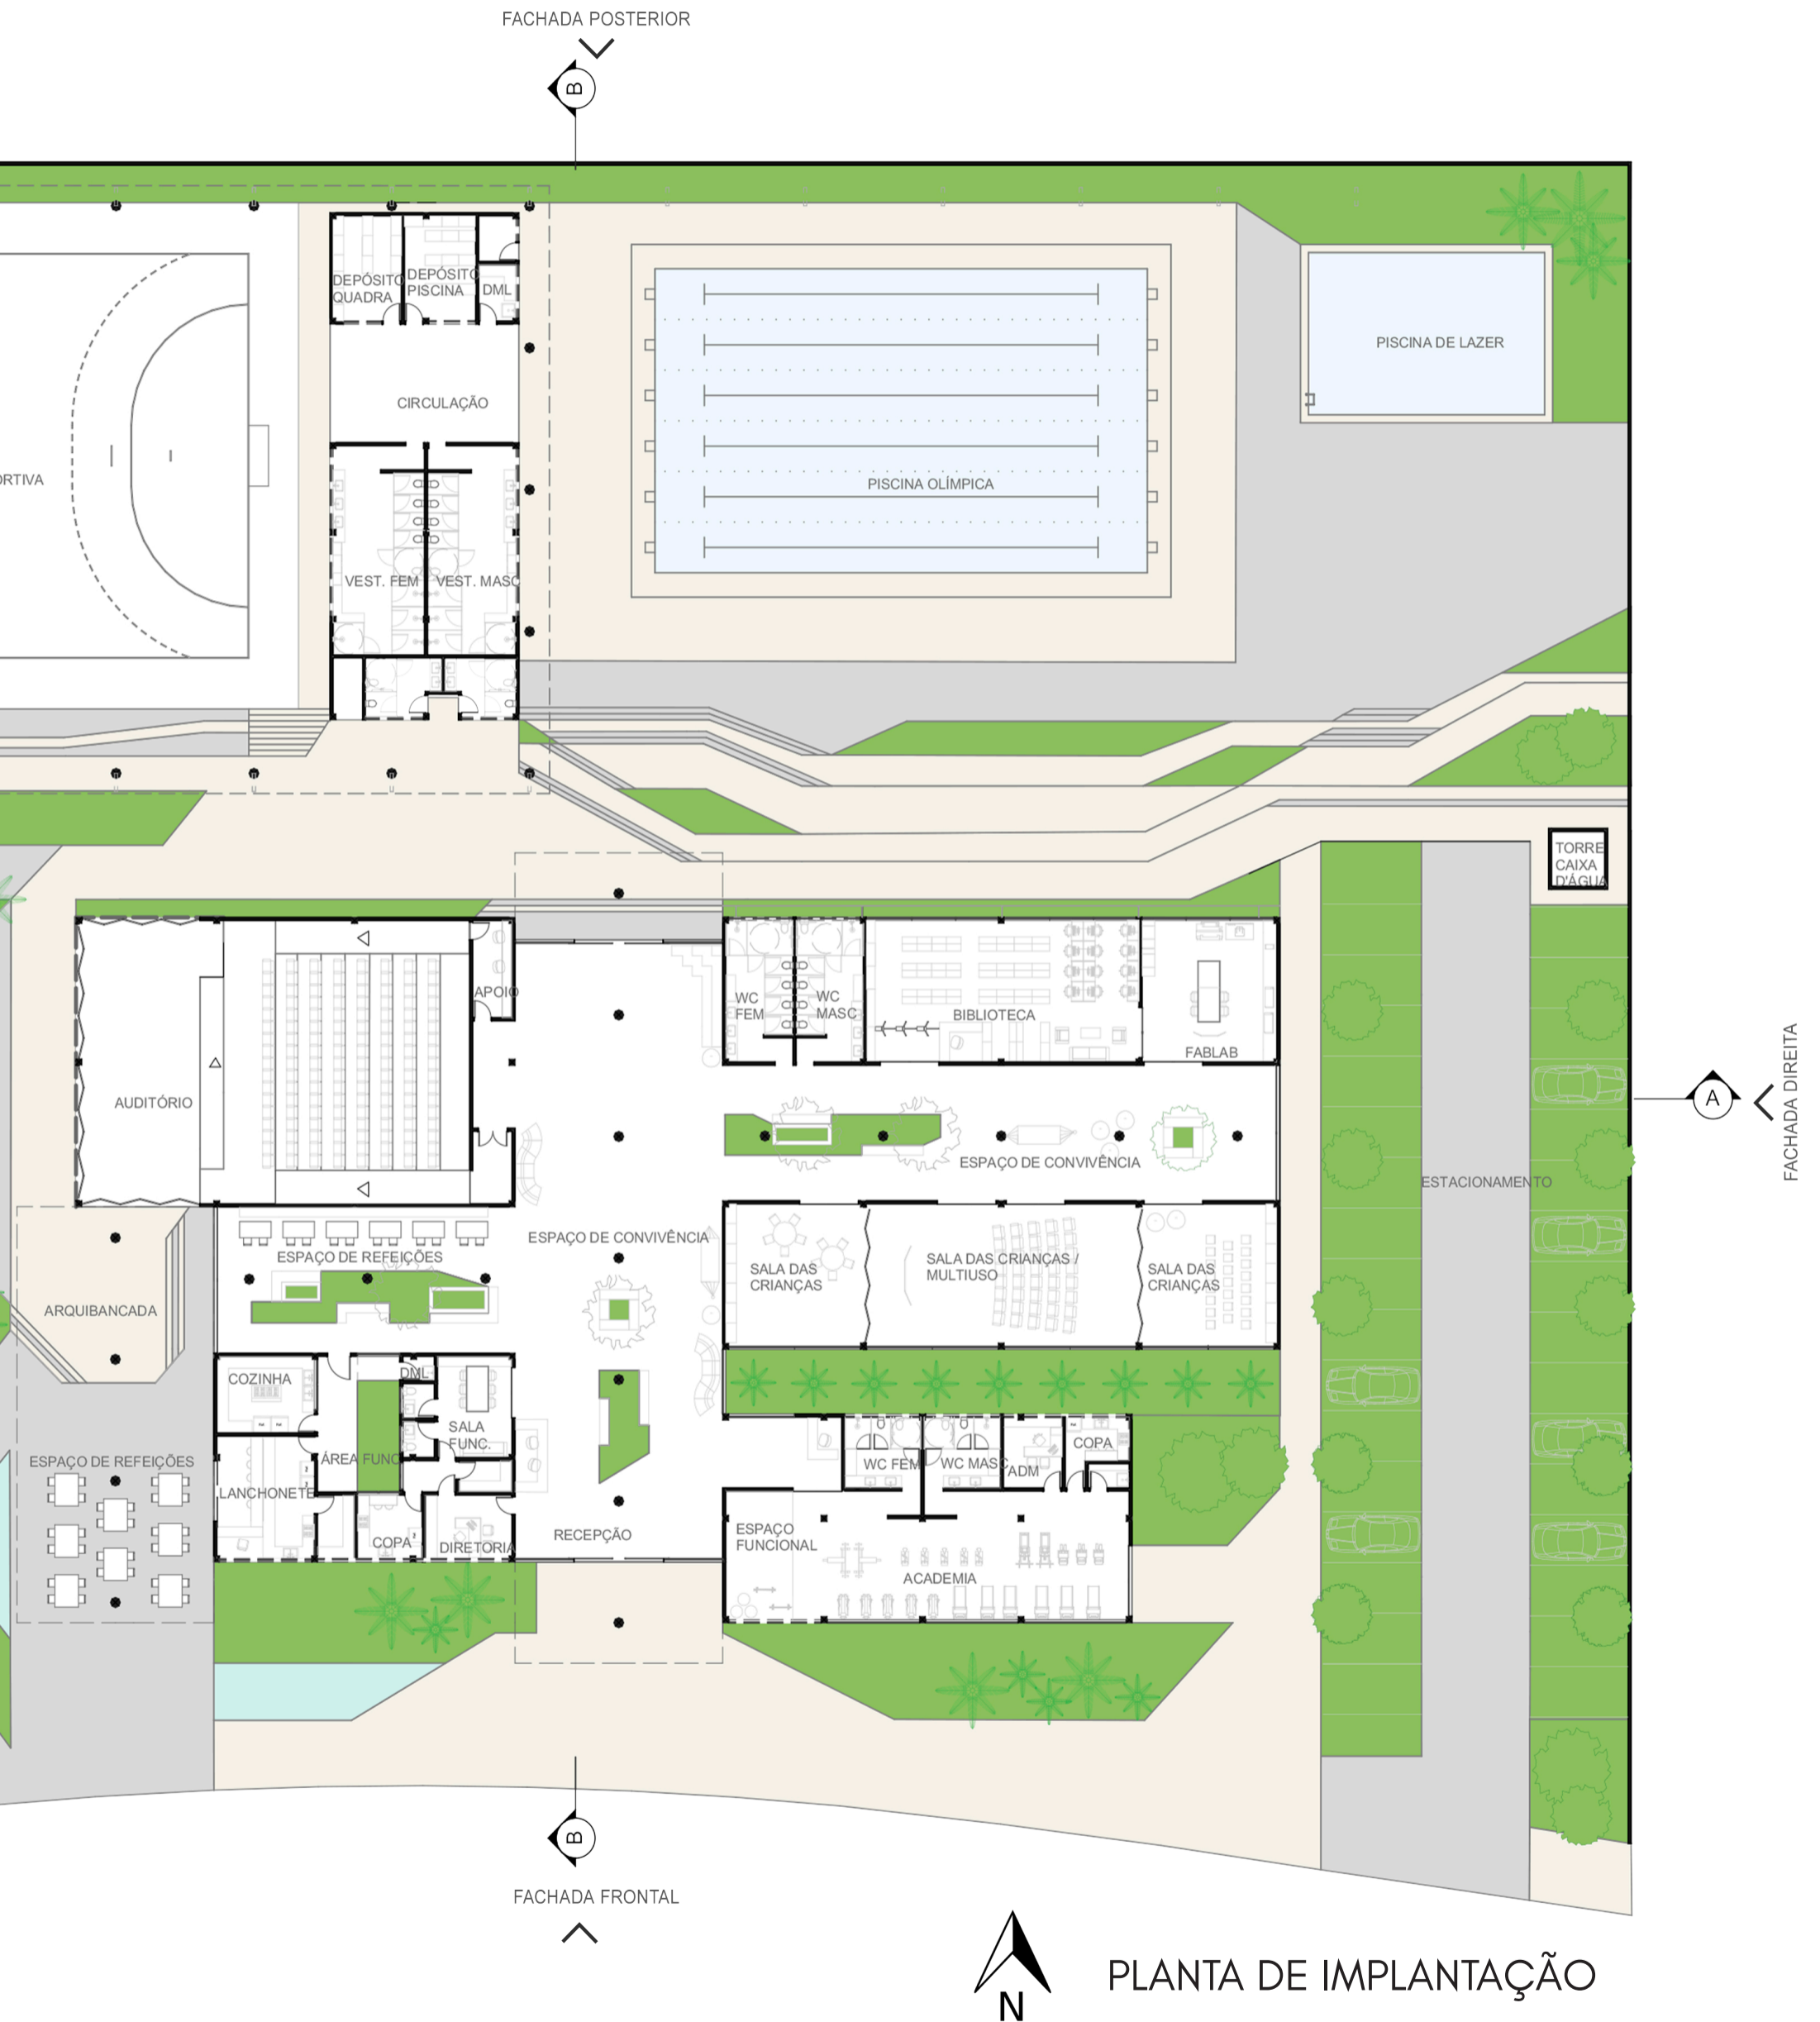 FACHADA POSTERIOR
B
DEPÓSITO
QUADRA
DEPÓSITO
PISCINA
DML
PISCINA DE LAZER
CIRCULAÇÃO
ORTIVA
PISCINA OLÍMPICA
VEST. FEM
VEST. MASC
TORRE
CAIXA
D'ÁGUA
APOIO
WC
FEM
WC
MASC
BIBLIOTECA
FABLAB
AUDITÓRIO
A
FACHADA DIREITA
ESPAÇO DE CONVIVÊNCIA
ESTACIONAMENTO
ESPAÇO DE REFEIÇÕES
ESPAÇO DE CONVIVÊNCIA
SALA DAS
CRIANÇAS
SALA DAS CRIANÇAS /
MULTIUSO
SALA DAS
CRIANÇAS
ARQUIBANCADA
COZINHA
DML
SALA
FUNC.
ÁREA FUNC
ESPAÇO DE REFEIÇÕES
LANCHONETE
COPA
DIRETORIA
RECEPÇÃO
WC FEM
WC MASC
ADM
COPA
ESPAÇO
FUNCIONAL
ACADEMIA
B
FACHADA FRONTAL
N
PLANTA DE IMPLANTAÇÃO